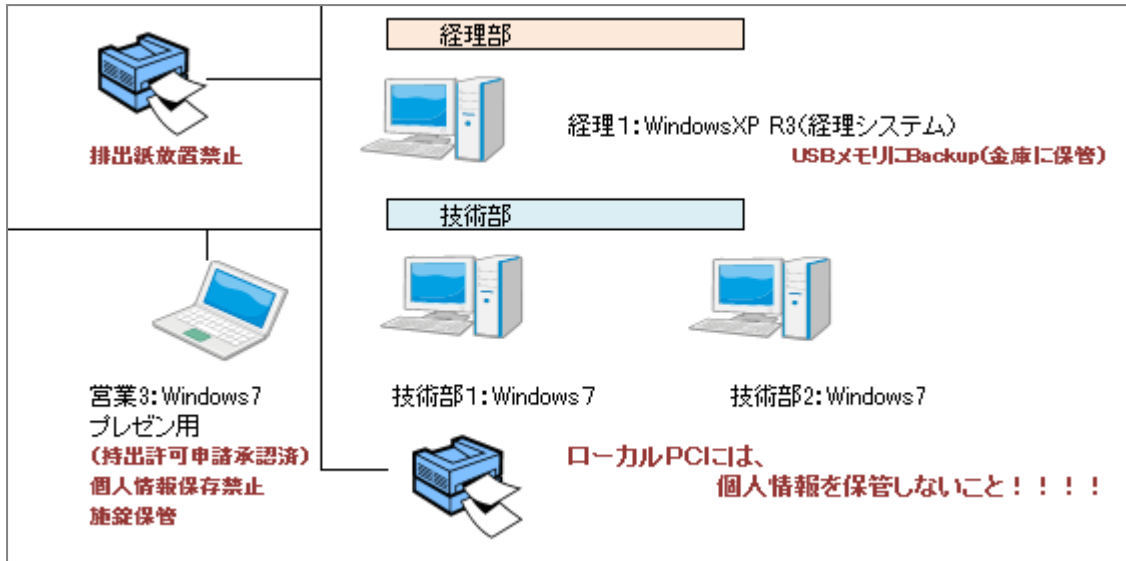 経理部
経理1:WindowsXP R3(経理システム)
USBメモリにBackup(金庫に保管)
排出紙放置禁止
技術部
営業3:Windows7
プレゼン用
(持出許可申請承認済)
個人情報保存禁止
施錠保管
技術部1:Windows7
技術部2:Windows7
ローカルPCには、
個人情報を保管しないこと!!!!